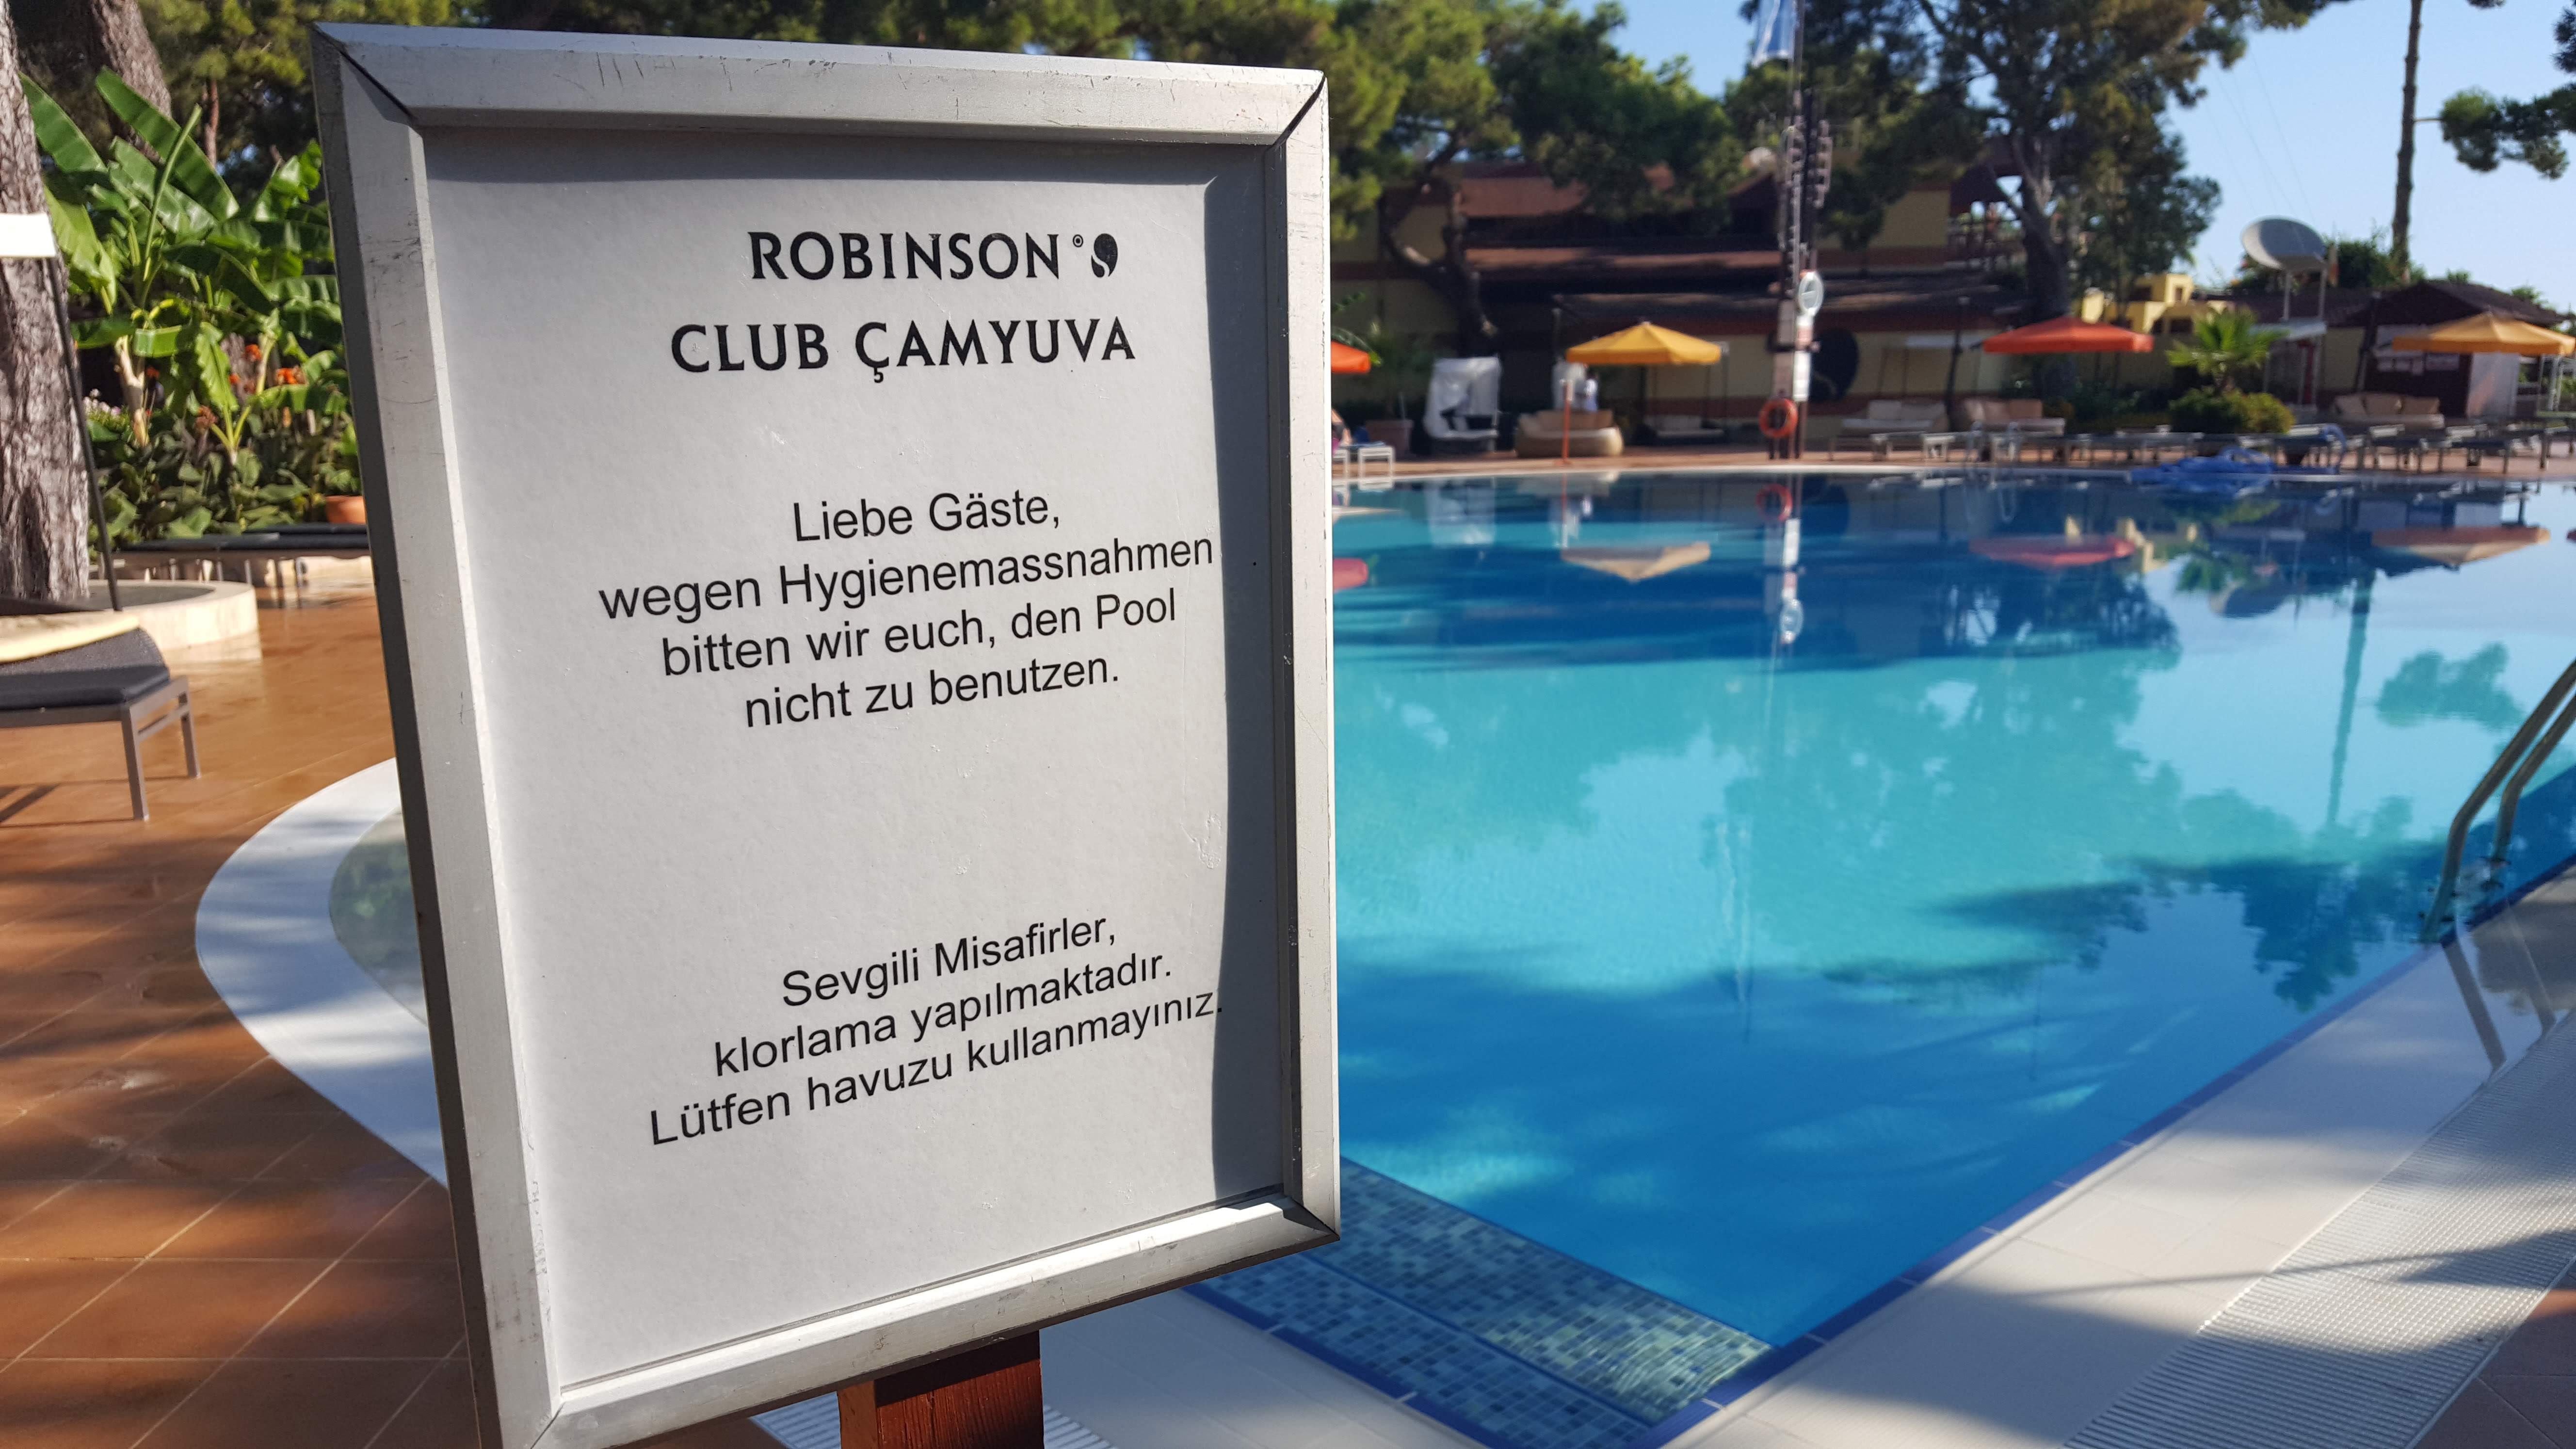 ROBINSON®
CLUB ÇAMYUVA
Liebe Gäste,
wegen Hygienemassnahmen
bitten wir euch, den Pool
nicht zu benutzen.
Sevgili Misafirler,
klorlama yapılmaktadır.
Lütfen havuzu kullanmayınız.